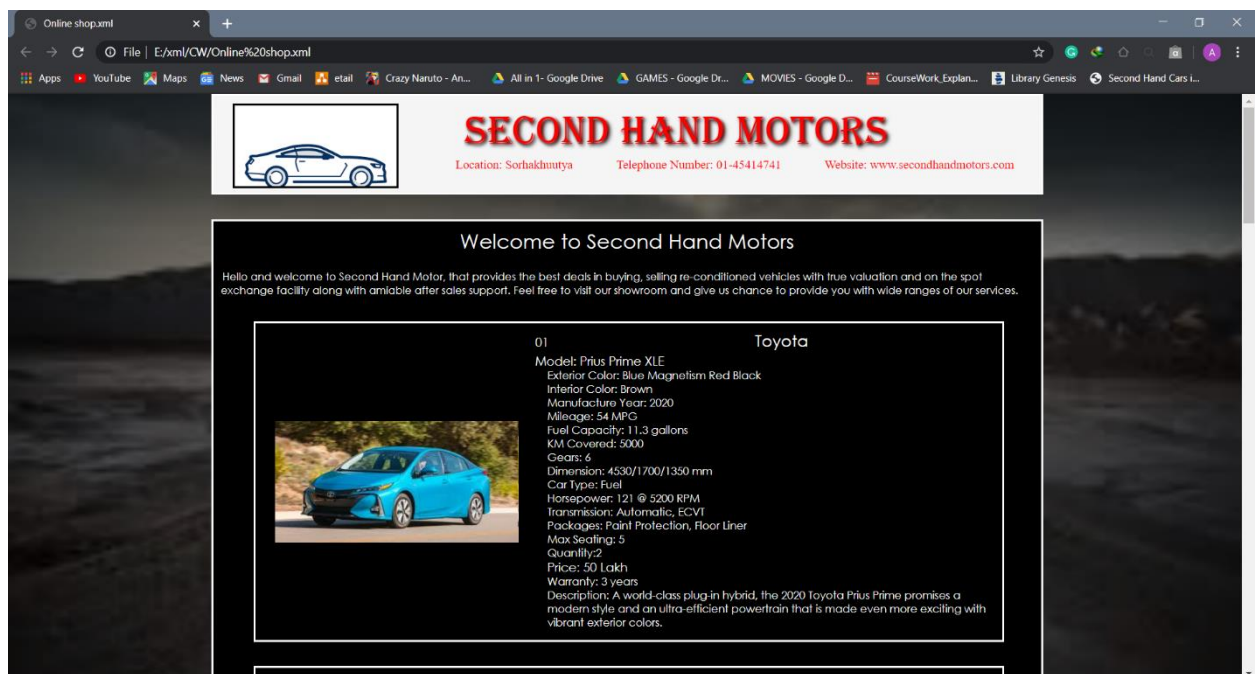 Online shop.xml
File | E:/xml/CW/Online%20shop.xml
Apps YouTube Maps News Gmail etail Crazy Naruto - An... All in 1- Google Drive GAMES - Google Dr... MOVIES - Google D... CourseWork_Explan... Library Genesis Second Hand Cars i...
SECOND HAND MOTORS
Location: Sorhakhuutya Telephone Number: 01-45414741 Website: www.secondhandmotors.com
Welcome to Second Hand Motors
Hello and welcome to Second Hand Motor, that provides the best deals in buying, selling re-conditioned vehicles with true valuation and on the spot
exchange facility along with amiable after sales support. Feel free to visit our showroom and give us chance to provide you with wide ranges of our services.
01 Toyota
Model: Prius Prime XLE
Exterior Color: Blue Magnetism Red Black
Interior Color: Brown
Manufacture Year: 2020
Mileage: 54 MPG
Fuel Capacity: 11.3 gallons
KM Covered: 5000
Gears: 6
Dimension: 4530/1700/1350 mm
Car Type: Fuel
Horsepower: 121 @ 5200 RPM
Transmission: Automatic, ECVT
Packages: Paint Protection, Floor Liner
Max Seating: 5
Quantity:2
Price: 50 Lakh
Warranty: 3 years
Description: A world-class plug-in hybrid, the 2020 Toyota Prius Prime promises a
modern style and an ultra-efficient powertrain that is made even more exciting with
vibrant exterior colors.